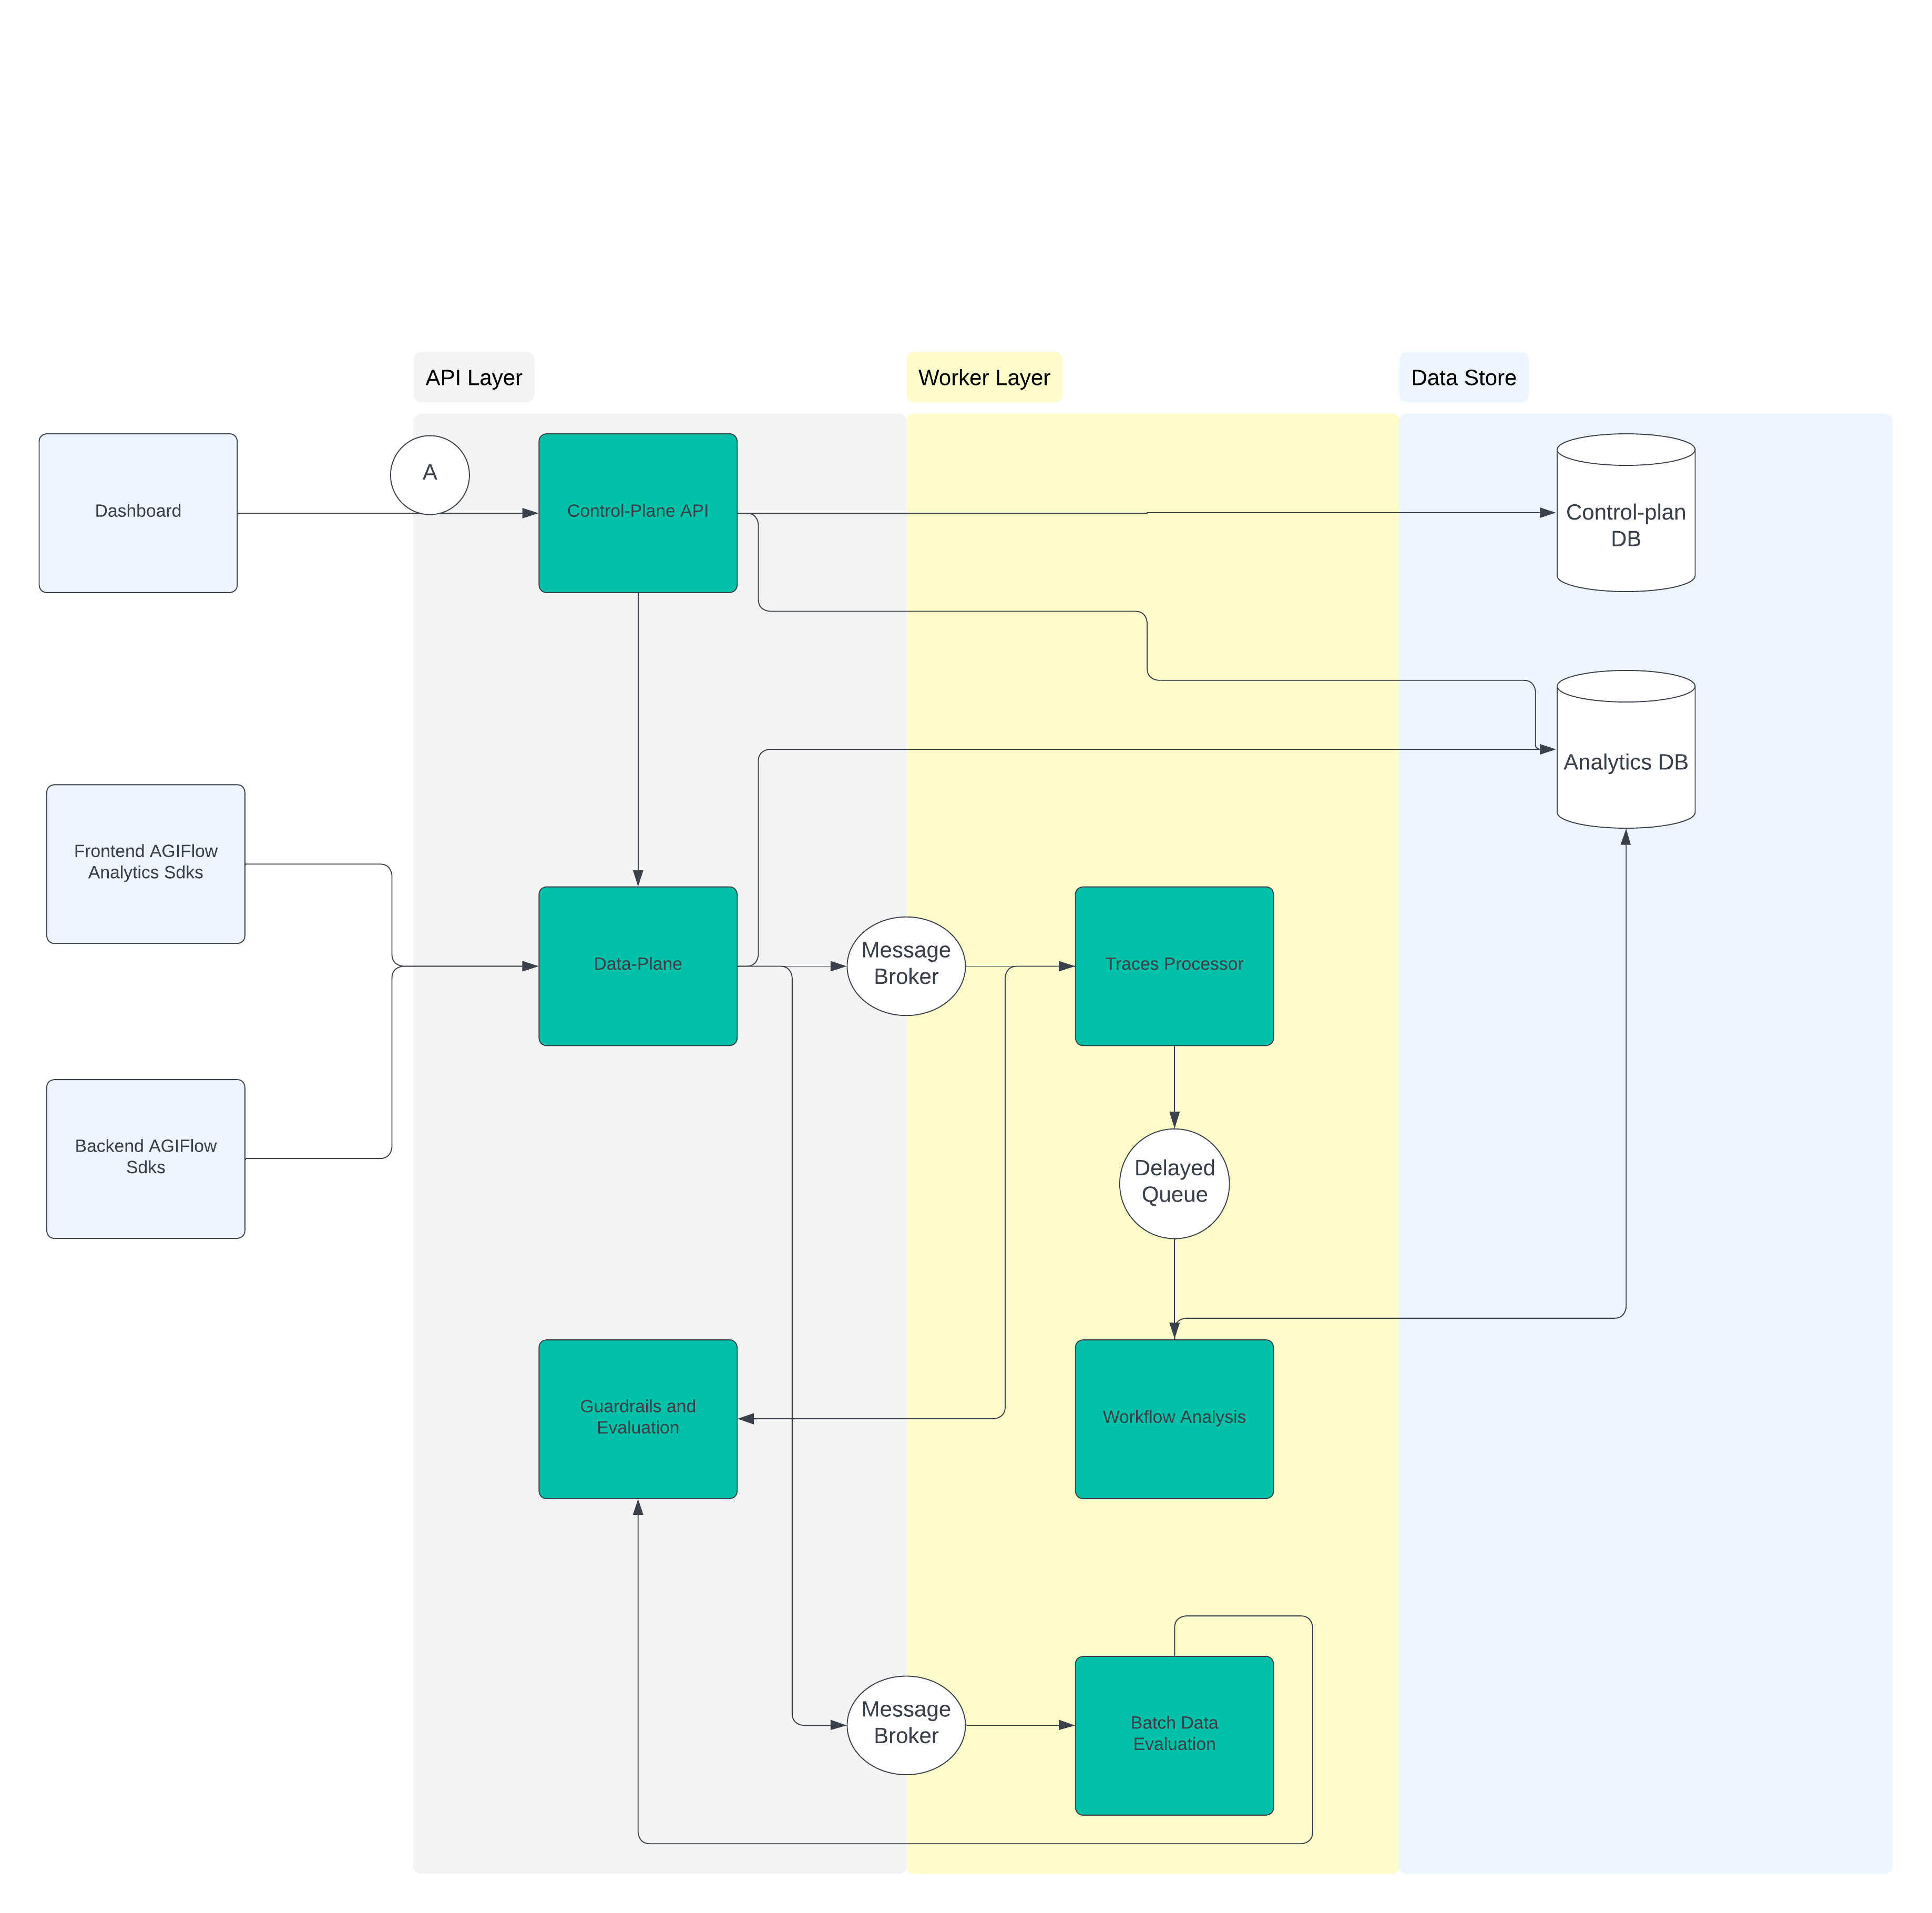 API Layer
Worker Layer
Data Store
A
Dashboard
Control-Plane API
Control-plan
DB
Analytics DB
Frontend AGIFlow
Analytics Sdks
Data-Plane
Message
Broker
Traces Processor
Backend AGIFlow
Sdks
Delayed
Queue
Guardrails and
Evaluation
Workflow Analysis
Message
Broker
Batch Data
Evaluation